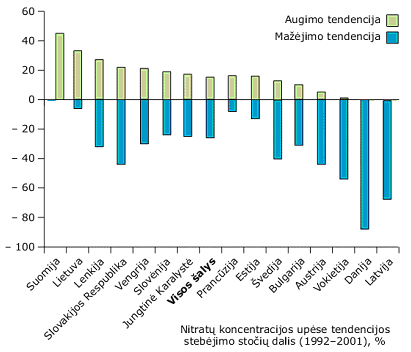 60
Augimo tendencija
Mažėjimo tendencija
40
20
0
– 20
– 40
– 60
– 80
– 100
Suomija
Lietuva
Lenkija
Slovakijos Respublika
Vengrija
Slovėnija
Jungtinė Karalystė
Visos šalys
Prancūzija
Estija
Švedija
Bulgarija
Austrija
Vokietija
Danija
Latvija
Nitratų koncentracijos upėse tendencijos
stebėjimo stočių dalis (1992–2001), %